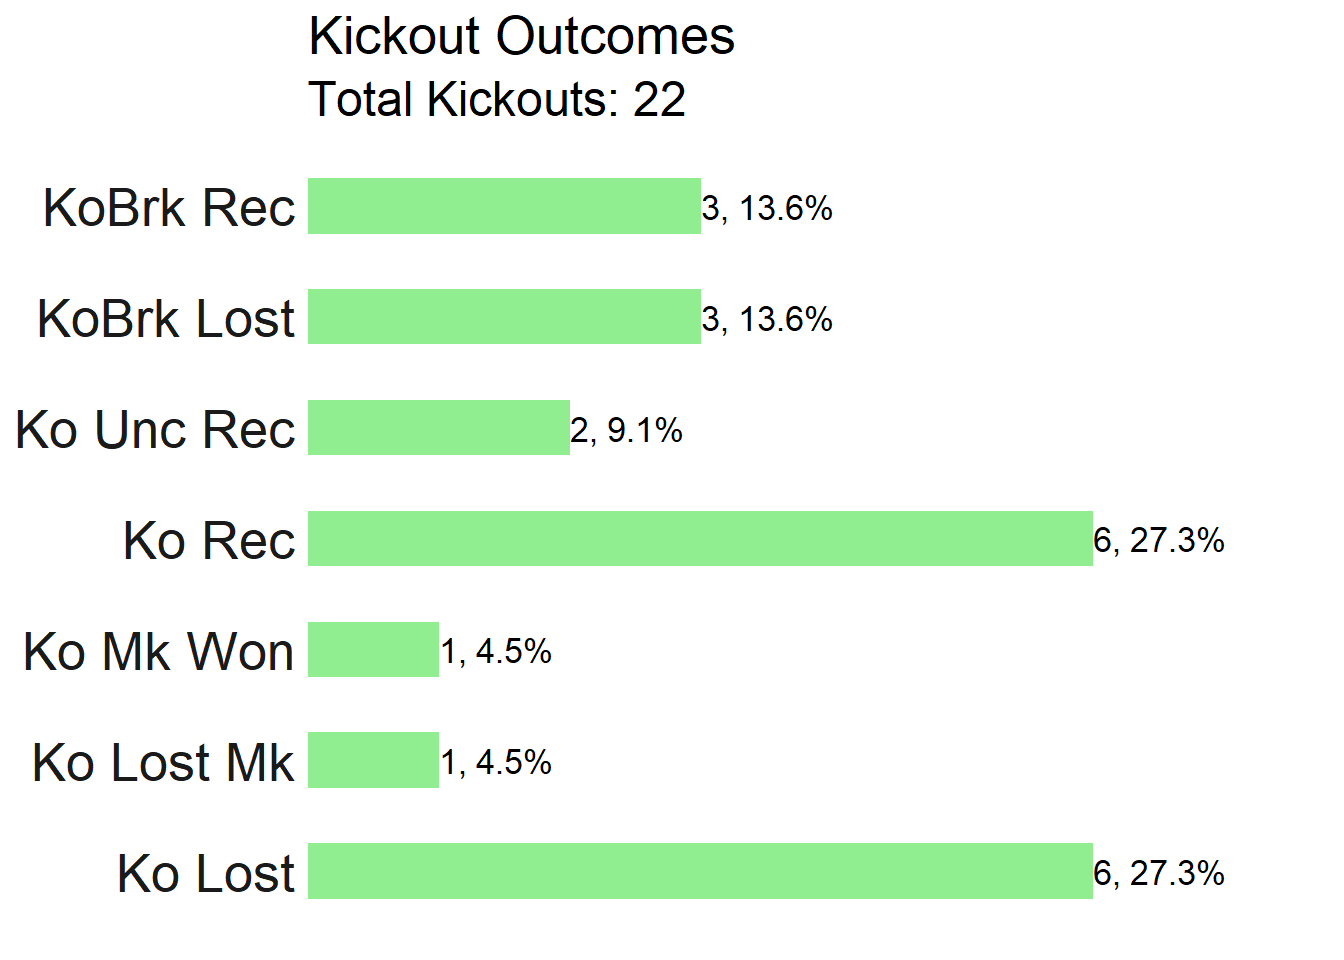 Kickout Outcomes
Total Kickouts: 22
KoBrk Rec 3, 13.6%
KoBrk Lost 3, 13.6%
Ko Unc Rec 2, 9.1%
Ko Rec 6, 27.3%
Ko Mk Won 1, 4.5%
Ko Lost Mk 1, 4.5%
Ko Lost 6, 27.3%